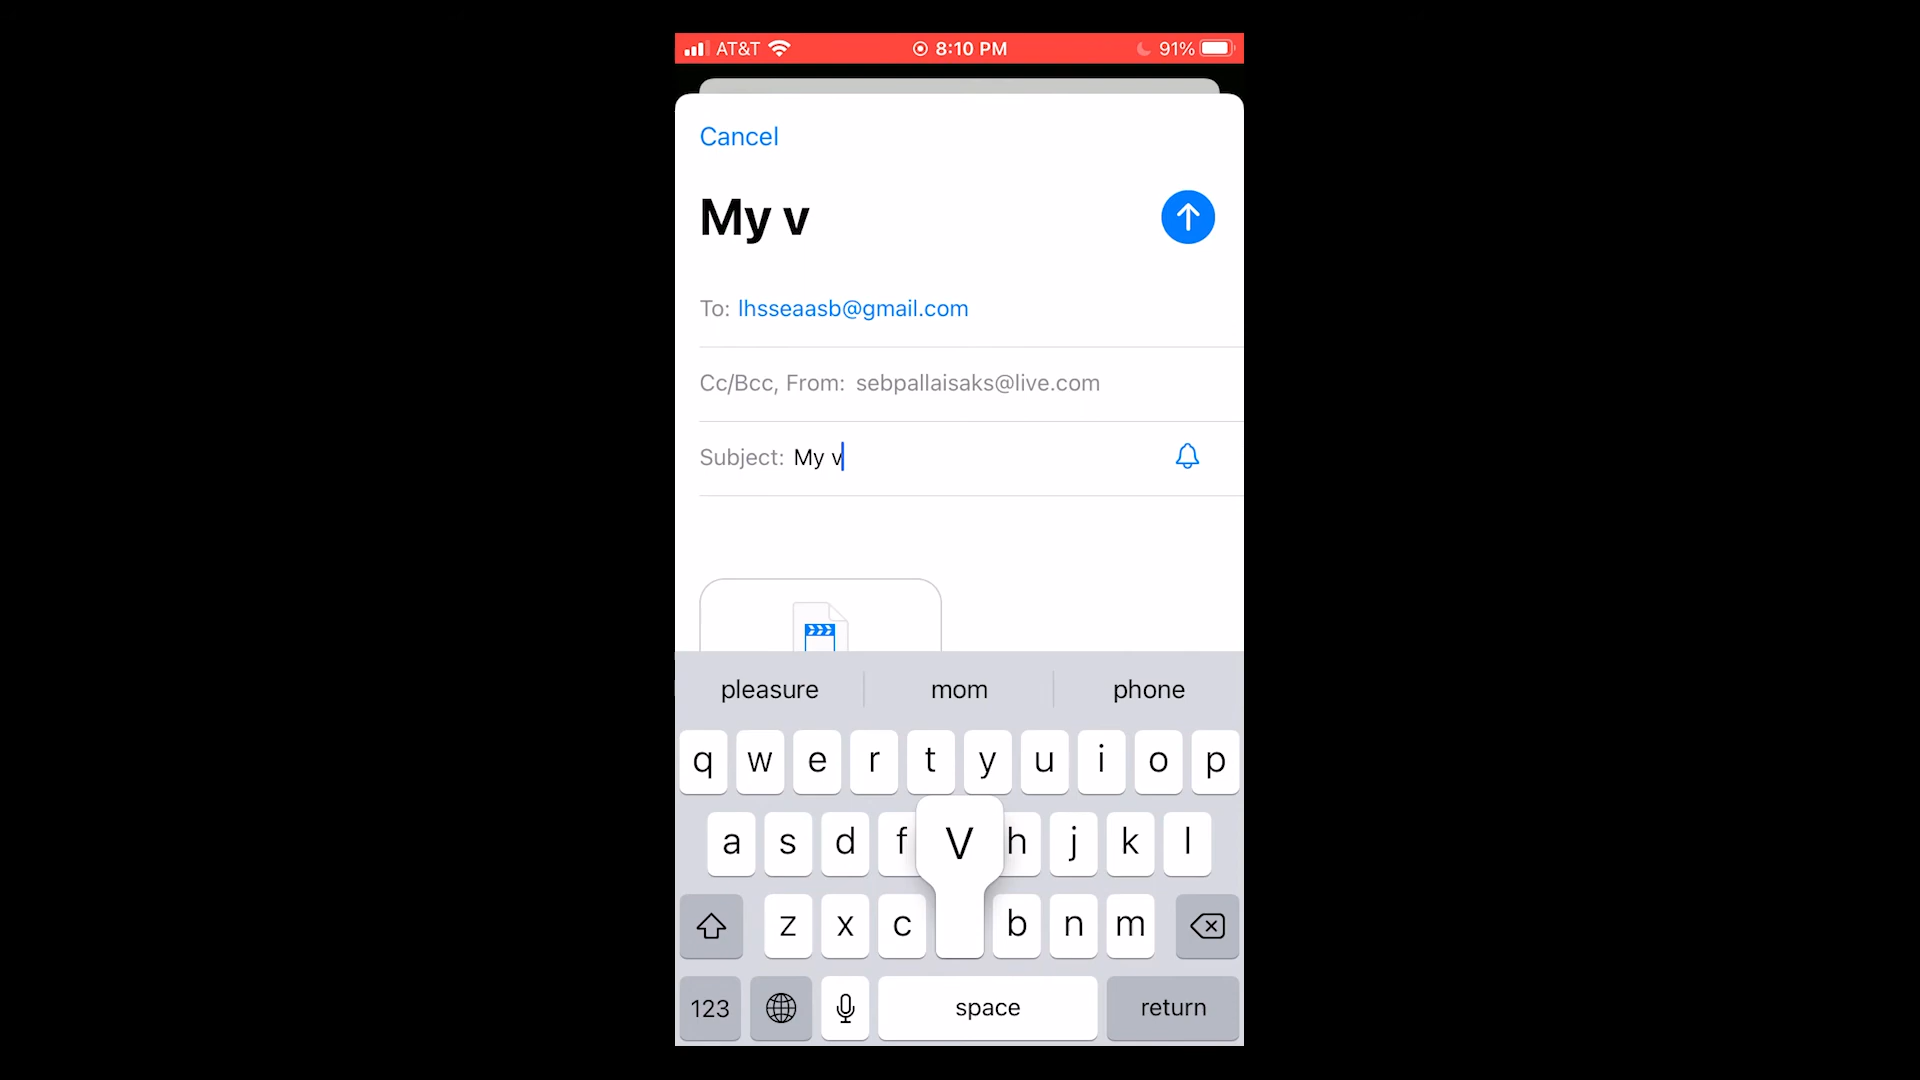 AT&T 8:10 PM 91%
Cancel
My v
To: lhsseaasb@gmail.com
Cc/Bcc, From: sebpallaisaks@live.com
Subject: My v
pleasure mom phone
q w e r t y u i o p
a s d f V h j k l
z x c b n m
123 space return